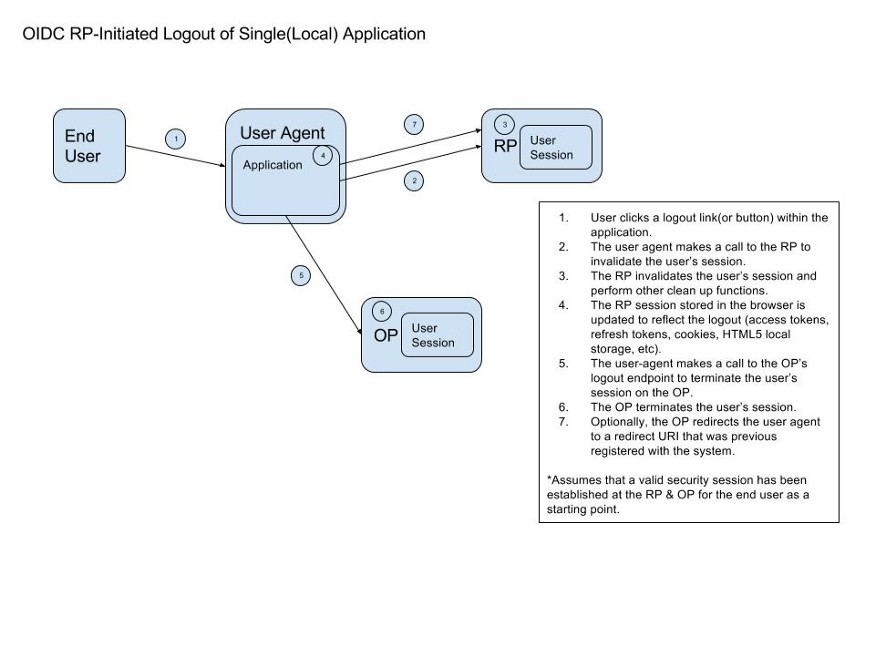 OIDC RP-Initiated Logout of Single(Local) Application
End
User
1
User Agent
Application
4
7
2
3
RP
User
Session
5
6
OP
User
Session
1. User clicks a logout link(or button) within the
application.
2. The user agent makes a call to the RP to
invalidate the user's session.
3. The RP invalidates the user's session and
perform other clean up functions.
4. The RP session stored in the browser is
updated to reflect the logout (access tokens,
refresh tokens, cookies, HTML5 local
storage, etc).
5. The user-agent makes a call to the OP's
logout endpoint to terminate the user's
session on the OP.
6. The OP terminates the user's session.
7. Optionally, the OP redirects the user agent
to a redirect URI that was previous
registered with the system.
*Assumes that a valid security session has been
established at the RP & OP for the end user as a
starting point.